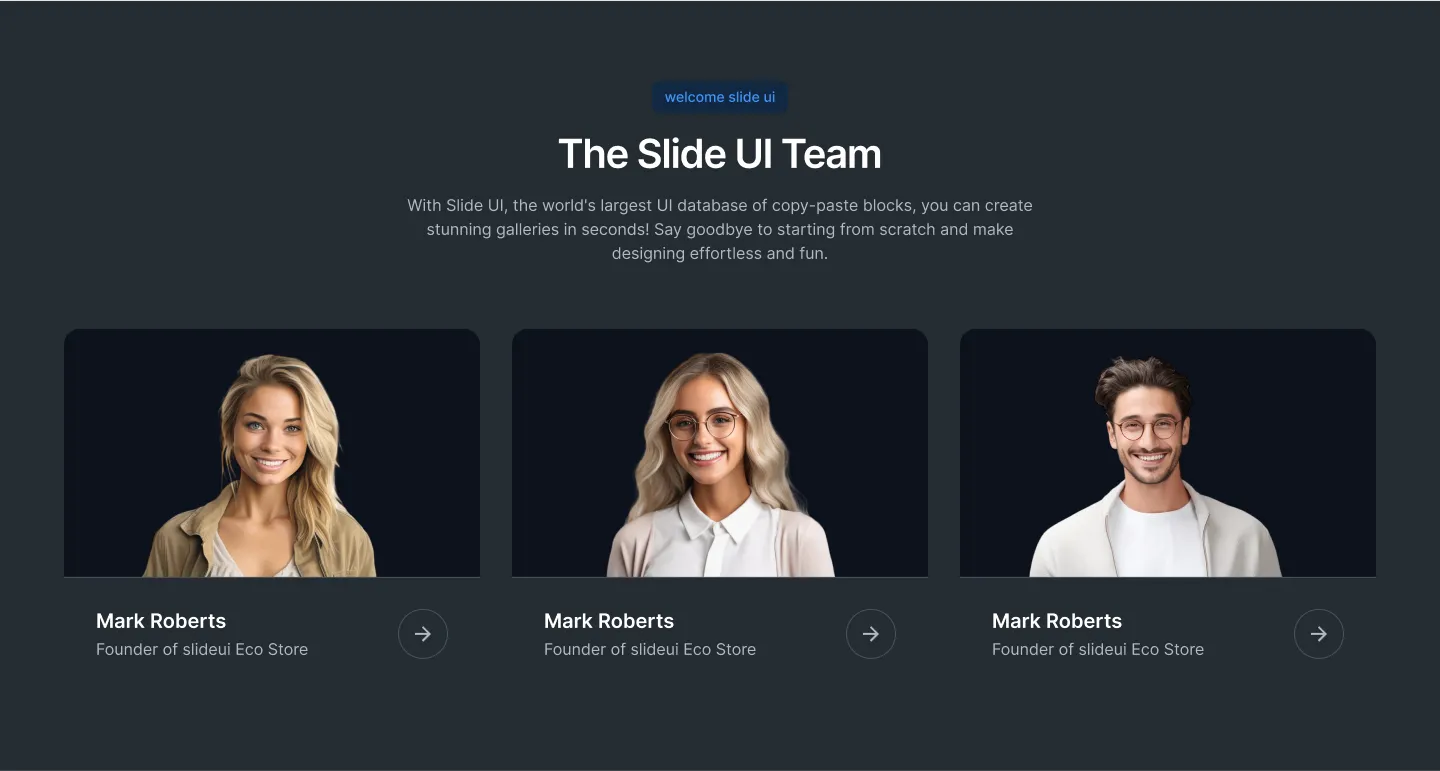 welcome slide ui
The Slide UI Team
With Slide UI, the world's largest UI database of copy-paste blocks, you can create
stunning galleries in seconds! Say goodbye to starting from scratch and make
designing effortless and fun.
Mark Roberts
Founder of slideui Eco Store
Mark Roberts
Founder of slideui Eco Store
Mark Roberts
Founder of slideui Eco Store